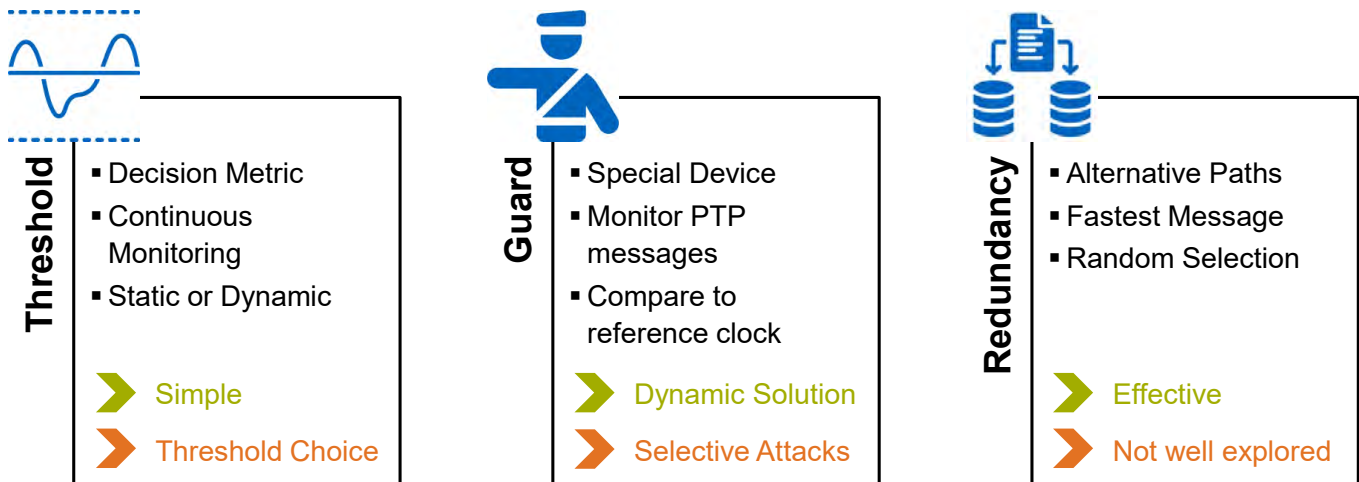 Threshold
▪ Decision Metric
▪ Continuous
Monitoring
▪ Static or Dynamic
Simple
Threshold Choice
Guard
▪ Special Device
▪ Monitor PTP
messages
▪ Compare to
reference clock
Dynamic Solution
Selective Attacks
Redundancy
▪ Alternative Paths
▪ Fastest Message
▪ Random Selection
Effective
Not well explored